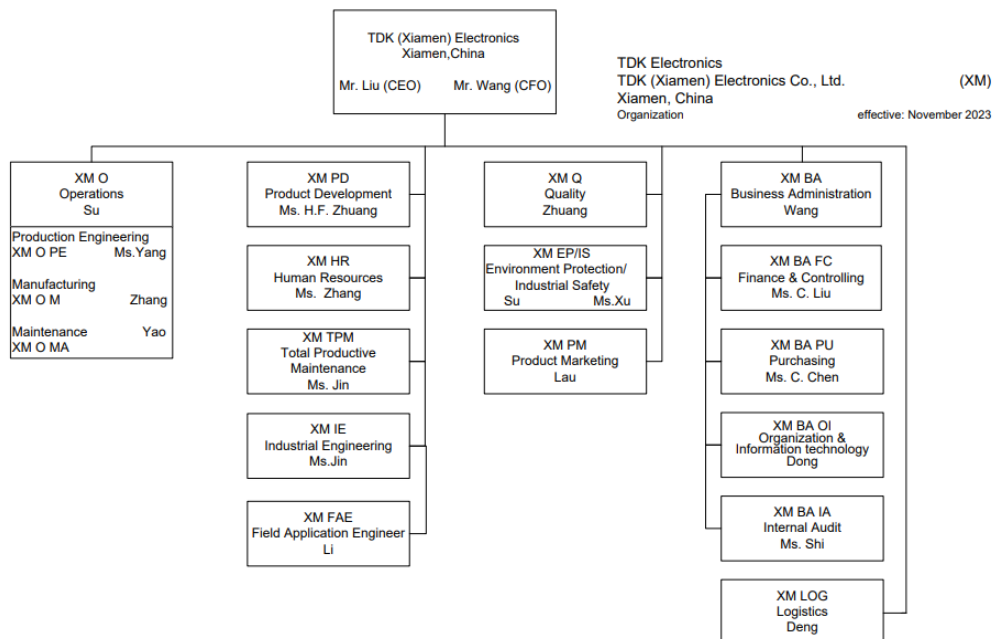 TDK (Xiamen) Electronics
Xiamen,China
Mr. Liu (CEO) Mr. Wang (CFO)
TDK Electronics
TDK (Xiamen) Electronics Co., Ltd. (XM)
Xiamen, China
Organization effective: November 2023
XM O
Operations
Su
Production Engineering
XM O PE Ms.Yang
Manufacturing
XM O M Zhang
Maintenance Yao
XM O MA
XM PD
Product Development
Ms. H.F. Zhuang
XM HR
Human Resources
Ms. Zhang
XM TPM
Total Productive
Maintenance
Ms. Jin
XM IE
Industrial Engineering
Ms.Jin
XM FAE
Field Application Engineer
Li
XM Q
Quality
Zhuang
XM EP/IS
Environment Protection/
Industrial Safety
Su Ms.Xu
XM PM
Product Marketing
Lau
XM BA
Business Administration
Wang
XM BA FC
Finance & Controlling
Ms. C. Liu
XM BA PU
Purchasing
Ms. C. Chen
XM BA OI
Organization &
Information technology
Dong
XM BA IA
Internal Audit
Ms. Shi
XM LOG
Logistics
Deng